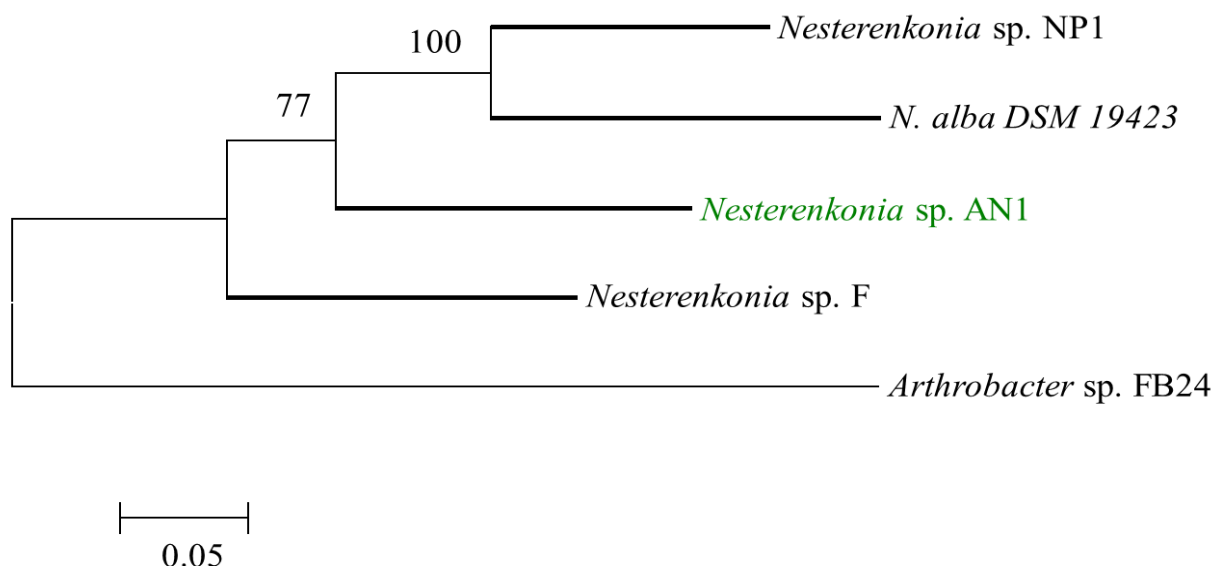 Nesterenkonia sp. NP1
100
77
N. alba DSM 19423
Nesterenkonia sp. AN1
Nesterenkonia sp. F
Arthrobacter sp. FB24
0.05